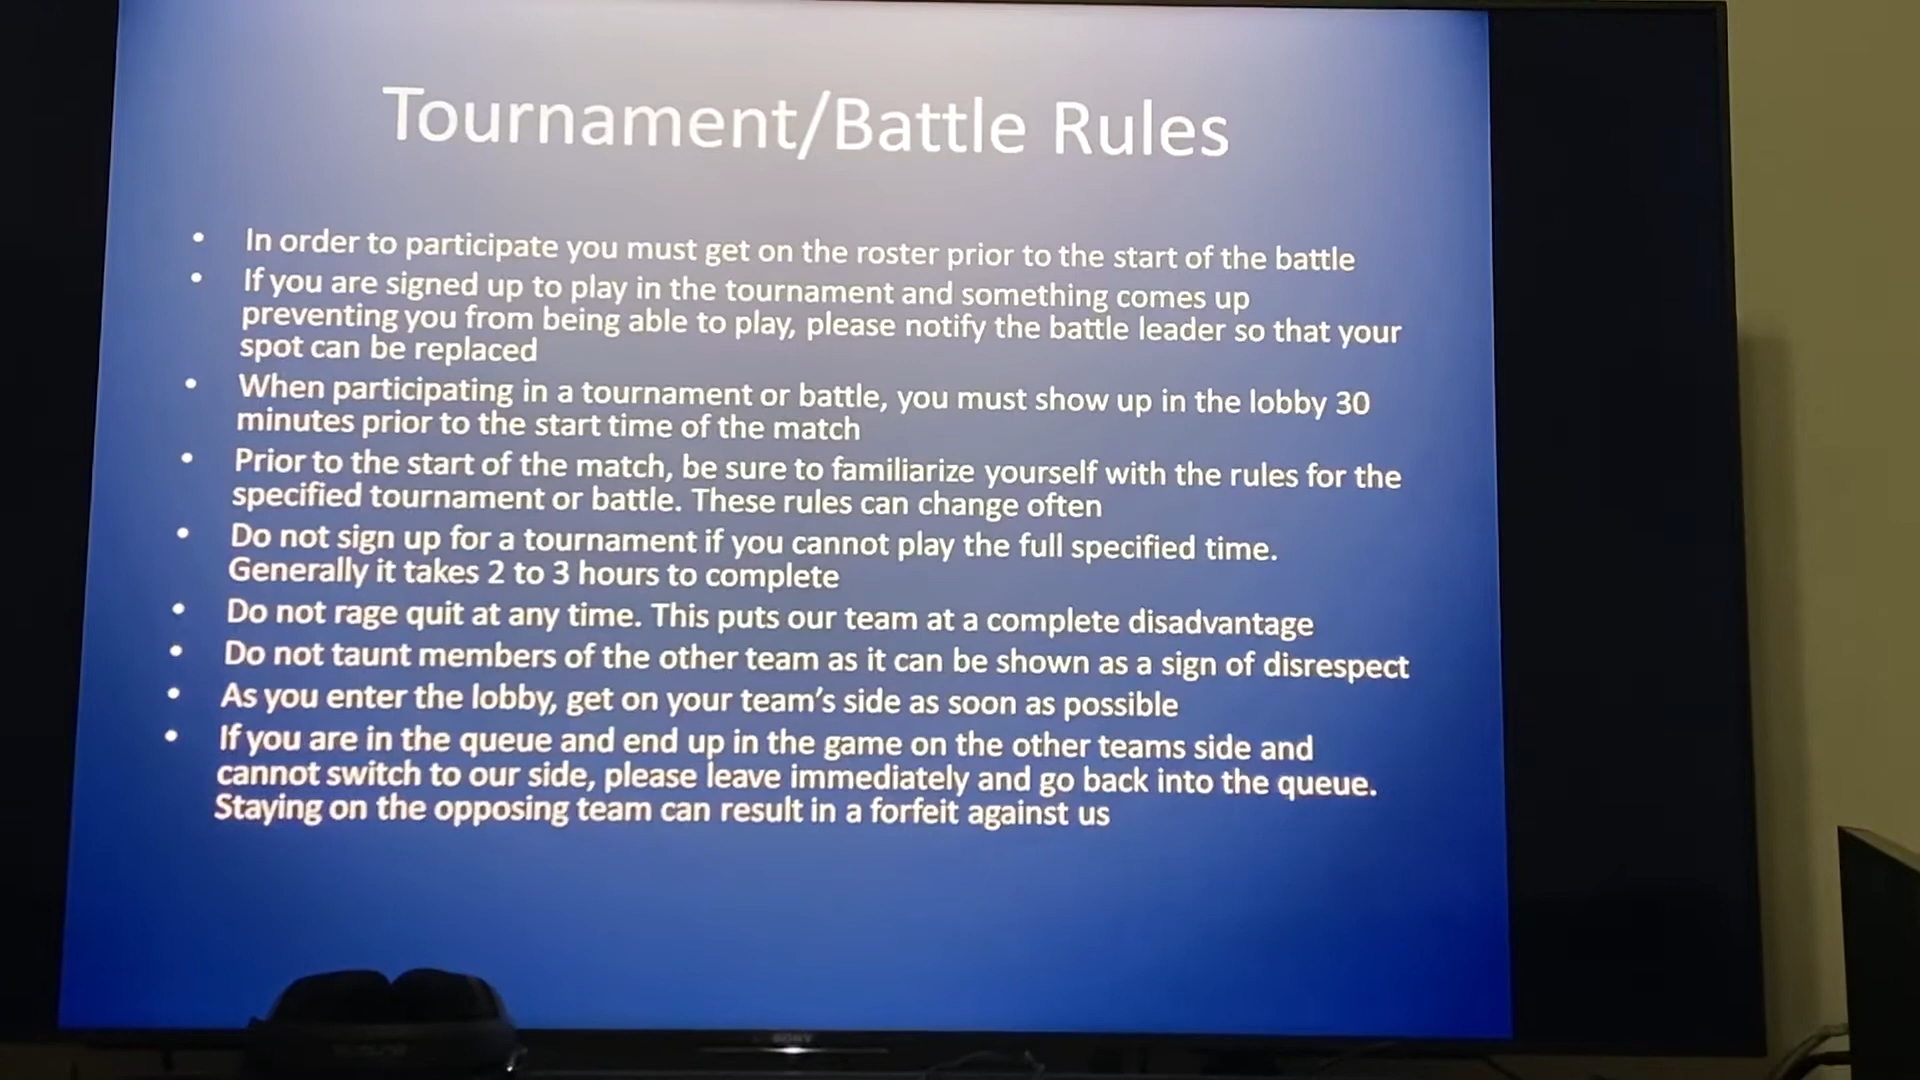 Tournament/Battle Rules
• In order to participate you must get on the roster prior to the start of the battle
• If you are signed up to play in the tournament and something comes up
preventing you from being able to play, please notify the battle leader so that your
spot can be replaced
• When participating in a tournament or battle, you must show up in the lobby 30
minutes prior to the start time of the match
• Prior to the start of the match, be sure to familiarize yourself with the rules for the
specified tournament or battle. These rules can change often
• Do not sign up for a tournament if you cannot play the full specified time.
Generally it takes 2 to 3 hours to complete
• Do not rage quit at any time. This puts our team at a complete disadvantage
• Do not taunt members of the other team as it can be shown as a sign of disrespect
• As you enter the lobby, get on your team's side as soon as possible
• If you are in the queue and end up in the game on the other teams side and
cannot switch to our side, please leave immediately and go back into the queue.
Staying on the opposing team can result in a forfeit against us
SONY